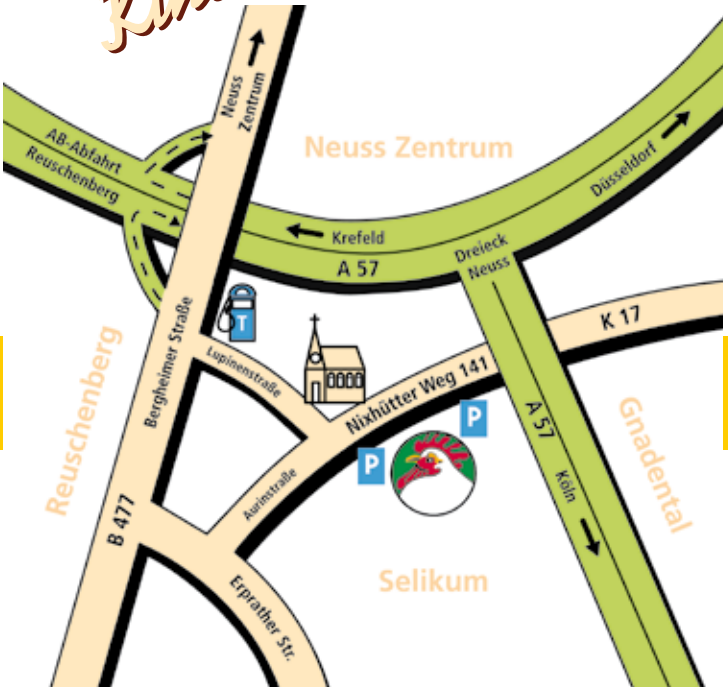 Neuss
Zentrum
Neuss Zentrum
AB-Abfahrt
Reuschenberg
Düsseldorf
Krefeld
A 57
Dreieck
Neuss
K 17
T
Lupinenstraße
Bergheimer Straße
Reuschenberg
Nixhütter Weg 141
P
P
A 57
Köln
Gnadental
Aurinstraße
B 477
Selikum
Erprather Str.